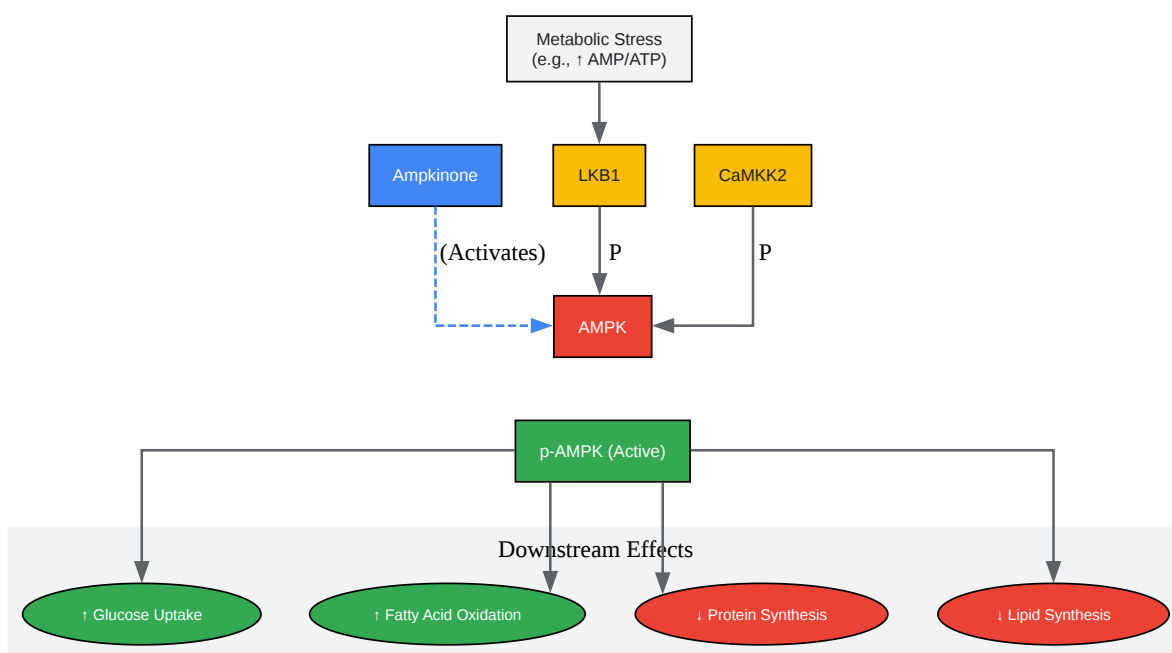 Metabolic Stress
(e.g., ↑ AMP/ATP)
Ampkinone
LKB1
CaMKK2
(Activates)
P
P
AMPK
p-AMPK (Active)
Downstream Effects
↑ Glucose Uptake
↑ Fatty Acid Oxidation
↓ Protein Synthesis
↓ Lipid Synthesis